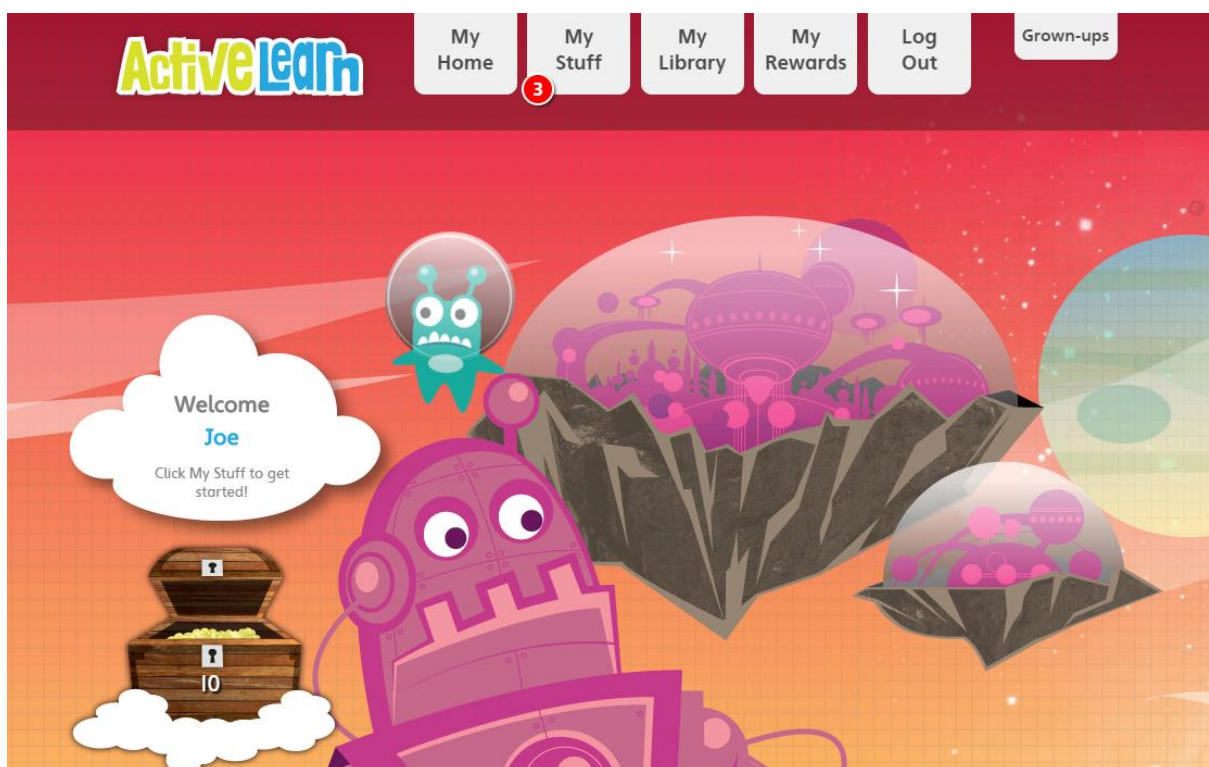 ActiveLearn
My
Home
My
Stuff
3
My
Library
My
Rewards
Log
Out
Grown-ups
Welcome
Joe
Click My Stuff to get
started!
10